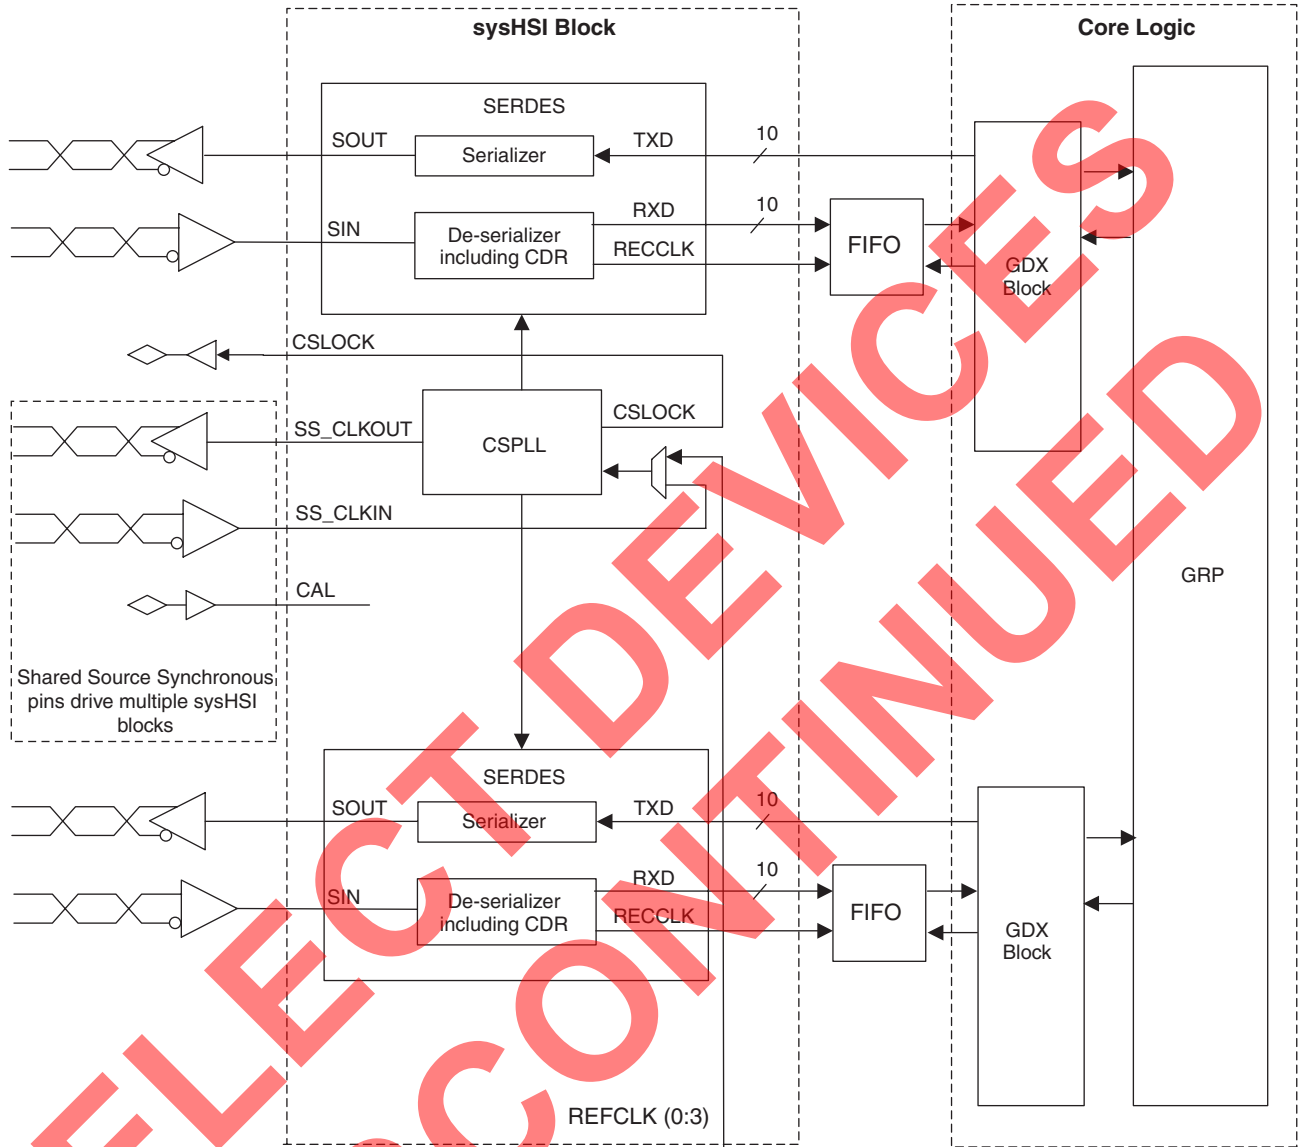 sysHSI Block
Core Logic
SERDES
SOUT
Serializer
TXD
10
SIN
De-serializer
including CDR
RXD
10
RECCLK
FIFO
GDX
Block
CSLOCK
CSLOCK
SS_CLKOUT
CSPLL
SS_CLKIN
CAL
GRP
Shared Source Synchronous
pins drive multiple sysHSI
blocks
SERDES
SOUT
Serializer
TXD
10
SIN
De-serializer
including CDR
RXD
10
RECCLK
FIFO
GDX
Block
REFCLK (0:3)
ELECT DEVICES
CONTINUED